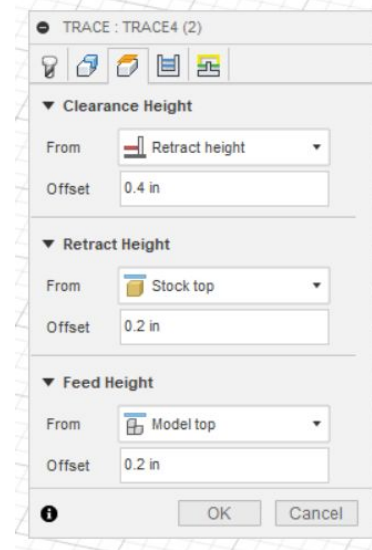 TRACE : TRACE4 (2)
Clearance Height
From Retract height
Offset 0.4 in
Retract Height
From Stock top
Offset 0.2 in
Feed Height
From Model top
Offset 0.2 in
OK Cancel